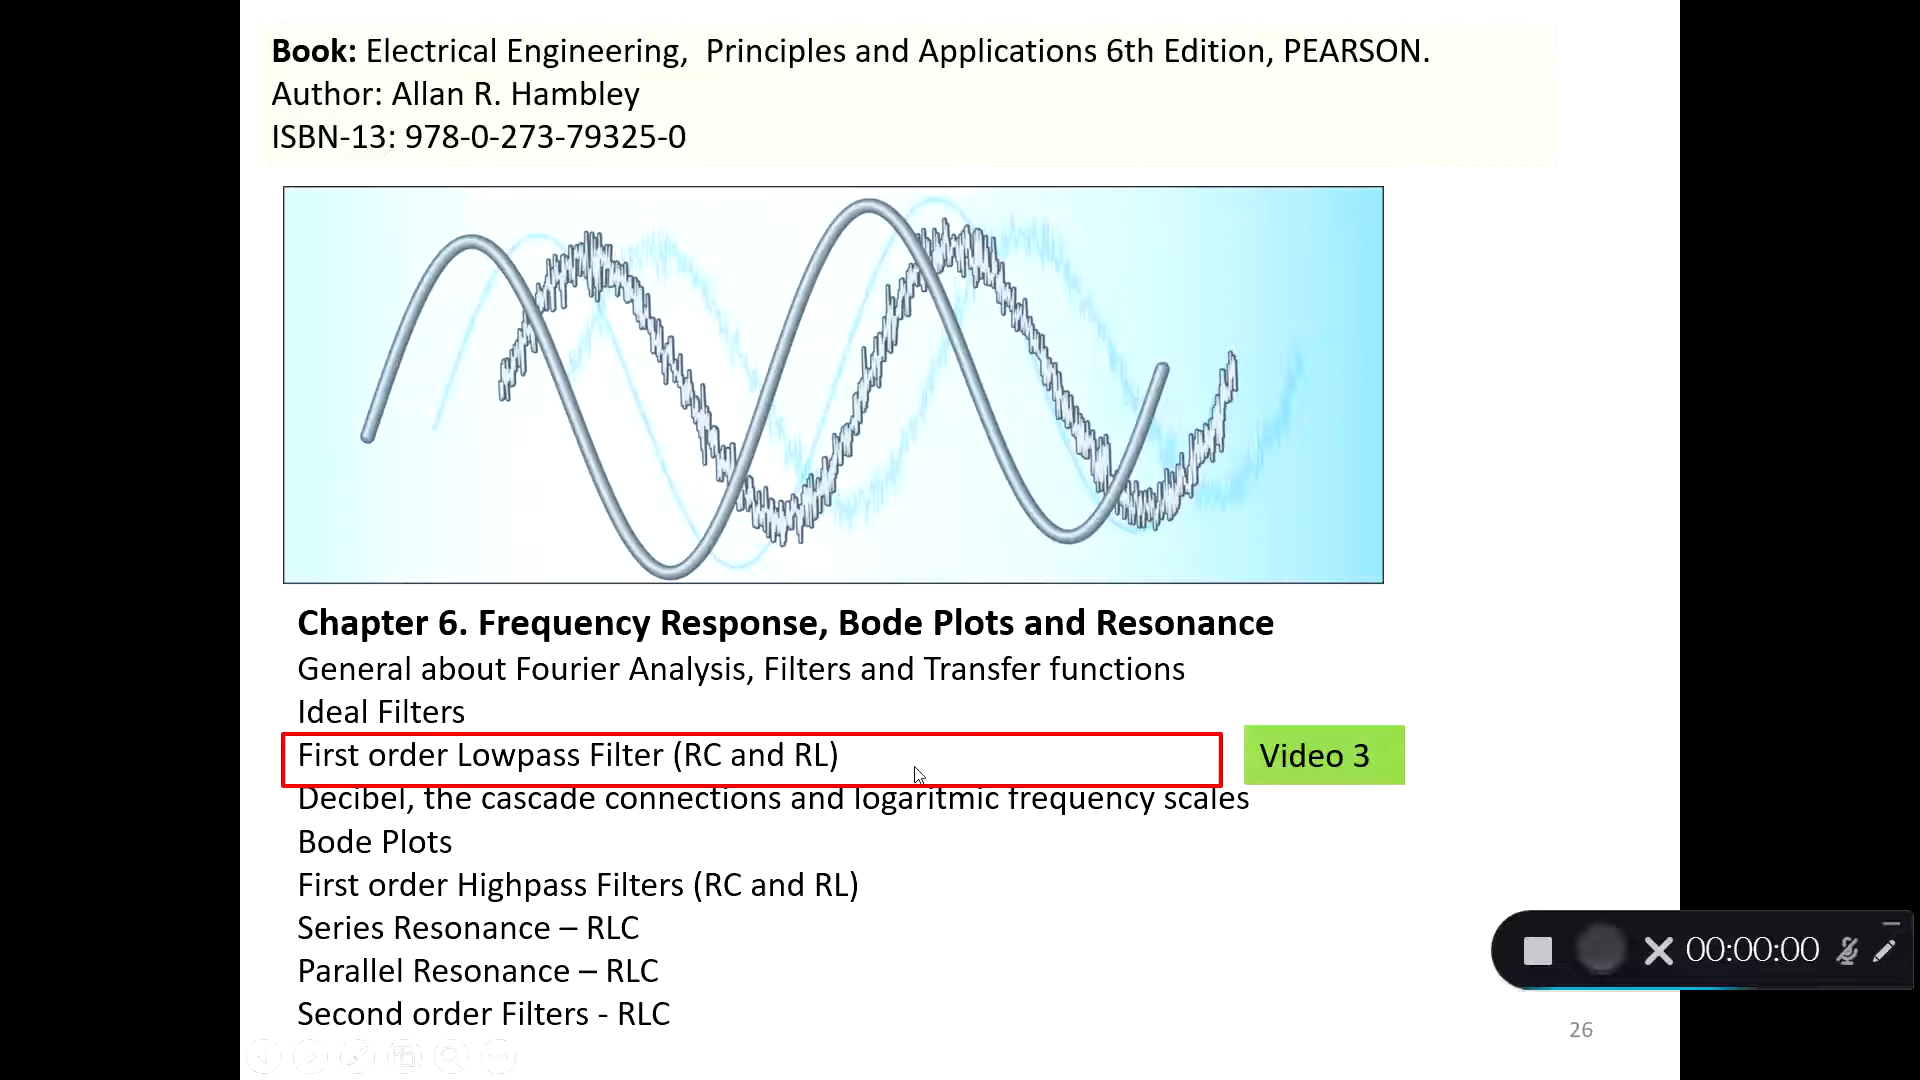 Book: Electrical Engineering, Principles and Applications 6th Edition, PEARSON.
Author: Allan R. Hambley
ISBN-13: 978-0-273-79325-0
Chapter 6. Frequency Response, Bode Plots and Resonance
General about Fourier Analysis, Filters and Transfer functions
Ideal Filters
First order Lowpass Filter (RC and RL)
Video 3
Decibel, the cascade connections and logaritmic frequency scales
Bode Plots
First order Highpass Filters (RC and RL)
Series Resonance – RLC
Parallel Resonance – RLC
Second order Filters - RLC
00:00:00
26